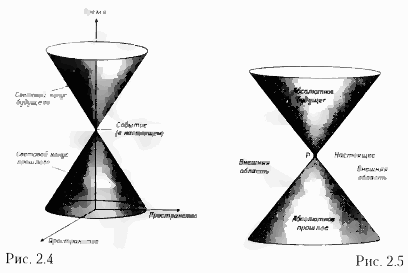 Время
Световой конус
будущего
Событие
(в настоящем)
Световой конус
прошлого
Пространство
Пространство
Рис. 2.4
Абсолютное
будущее
Внешняя
область
P
Настоящее
Внешняя
область
Абсолютное
прошлое
Рис. 2.5